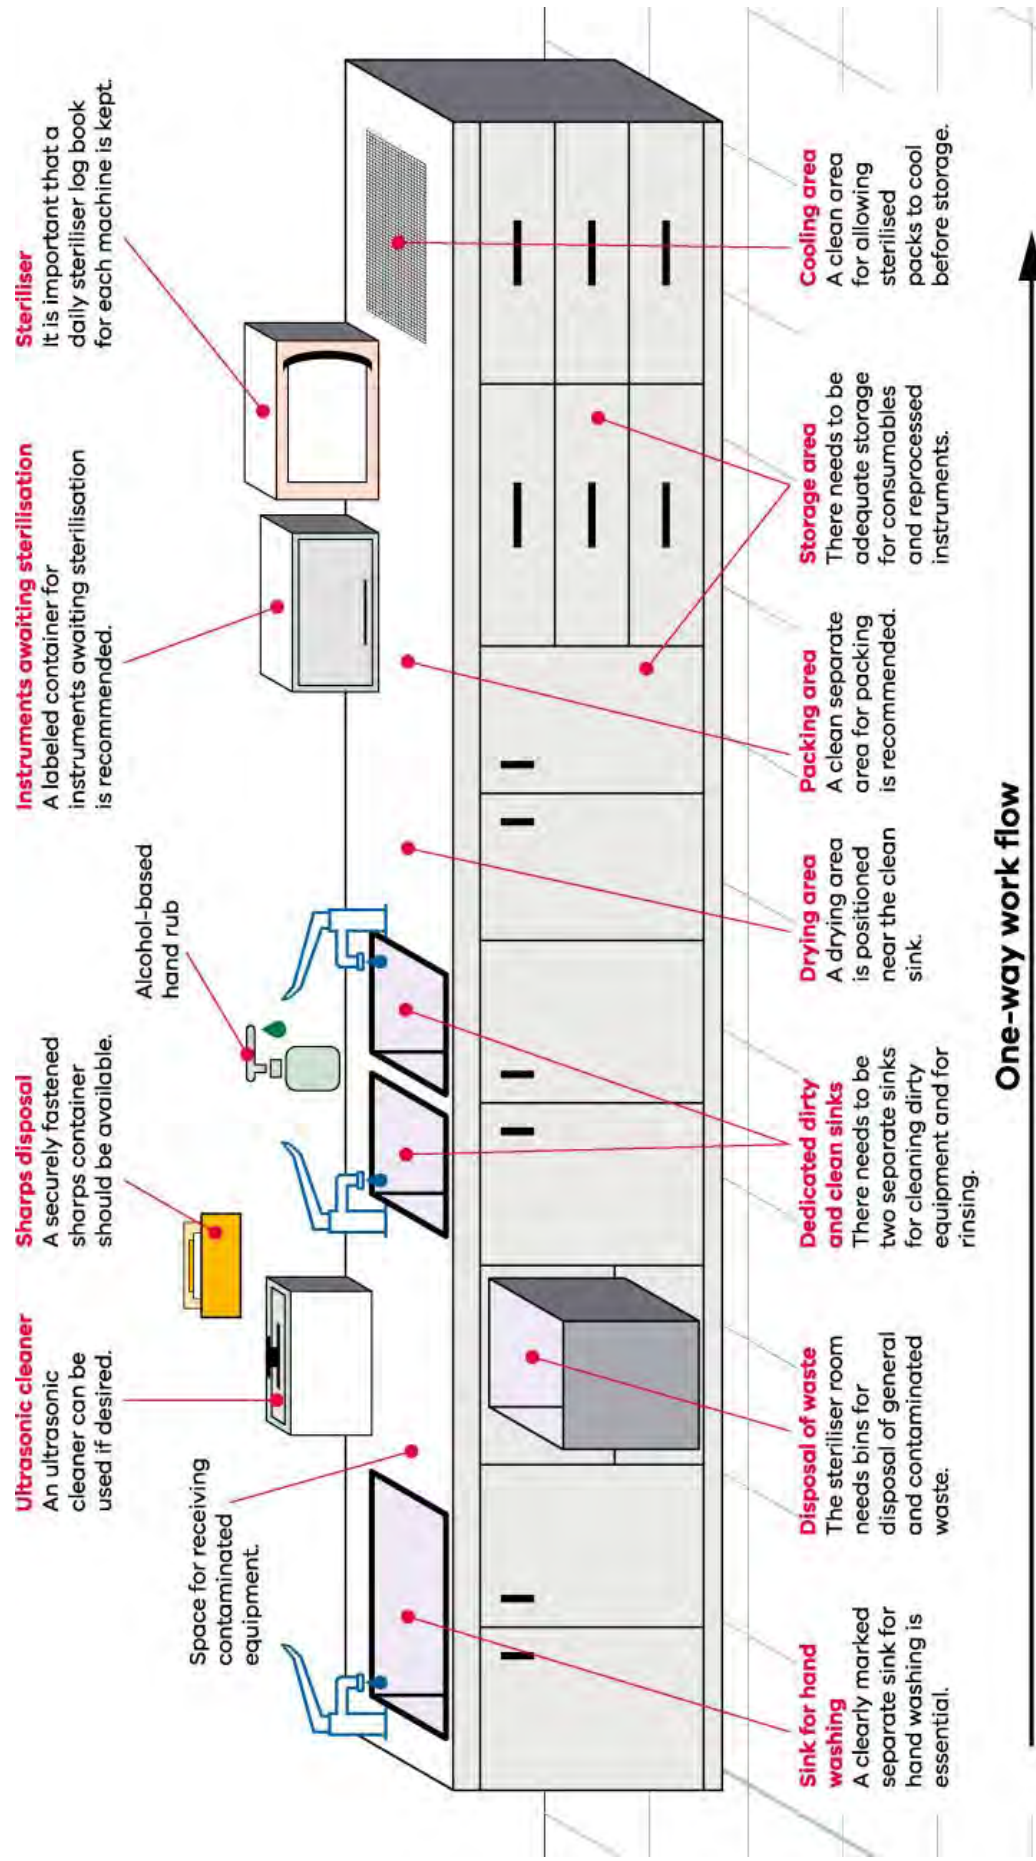 Ultrasonic cleaner
An ultrasonic
cleaner can be
used if desired.
Sharps disposal
A securely fastened
sharps container
should be available.
Instruments awaiting sterilisation
A labeled container for
instruments awaiting sterilisation
is recommended.
Steriliser
It is important that a
daily steriliser log book
for each machine is kept.
Space for receiving
contaminated
equipment.
Alcohol-based
hand rub
Sink for hand
washing
A clearly marked
separate sink for
hand washing is
essential.
Disposal of waste
The steriliser room
needs bins for
disposal of general
and contaminated
waste.
Dedicated dirty
and clean sinks
There needs to be
two separate sinks
for cleaning dirty
equipment and for
rinsing.
Drying area
A drying area
is positioned
near the clean
sink.
Packing area
A clean separate
area for packing
is recommended.
Storage area
There needs to be
adequate storage
for consumables
and reprocessed
instruments.
Cooling area
A clean area
for allowing
sterilised
packs to cool
before storage.
One-way work flow